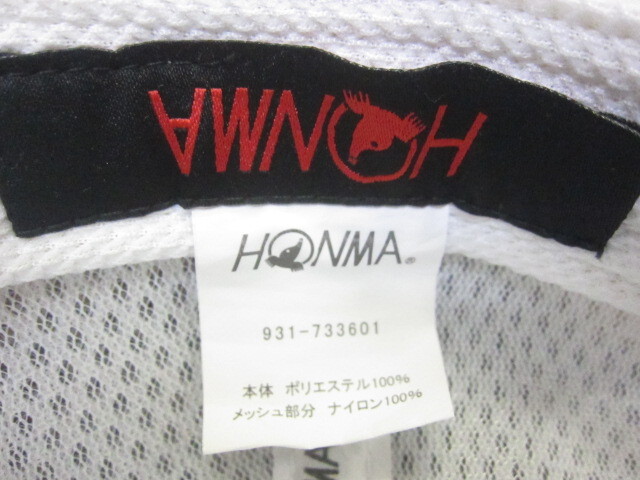 HONMA
HONMA®
931-733601
本体 ポリエステル100%
メッシュ部分 ナイロン100%
MA